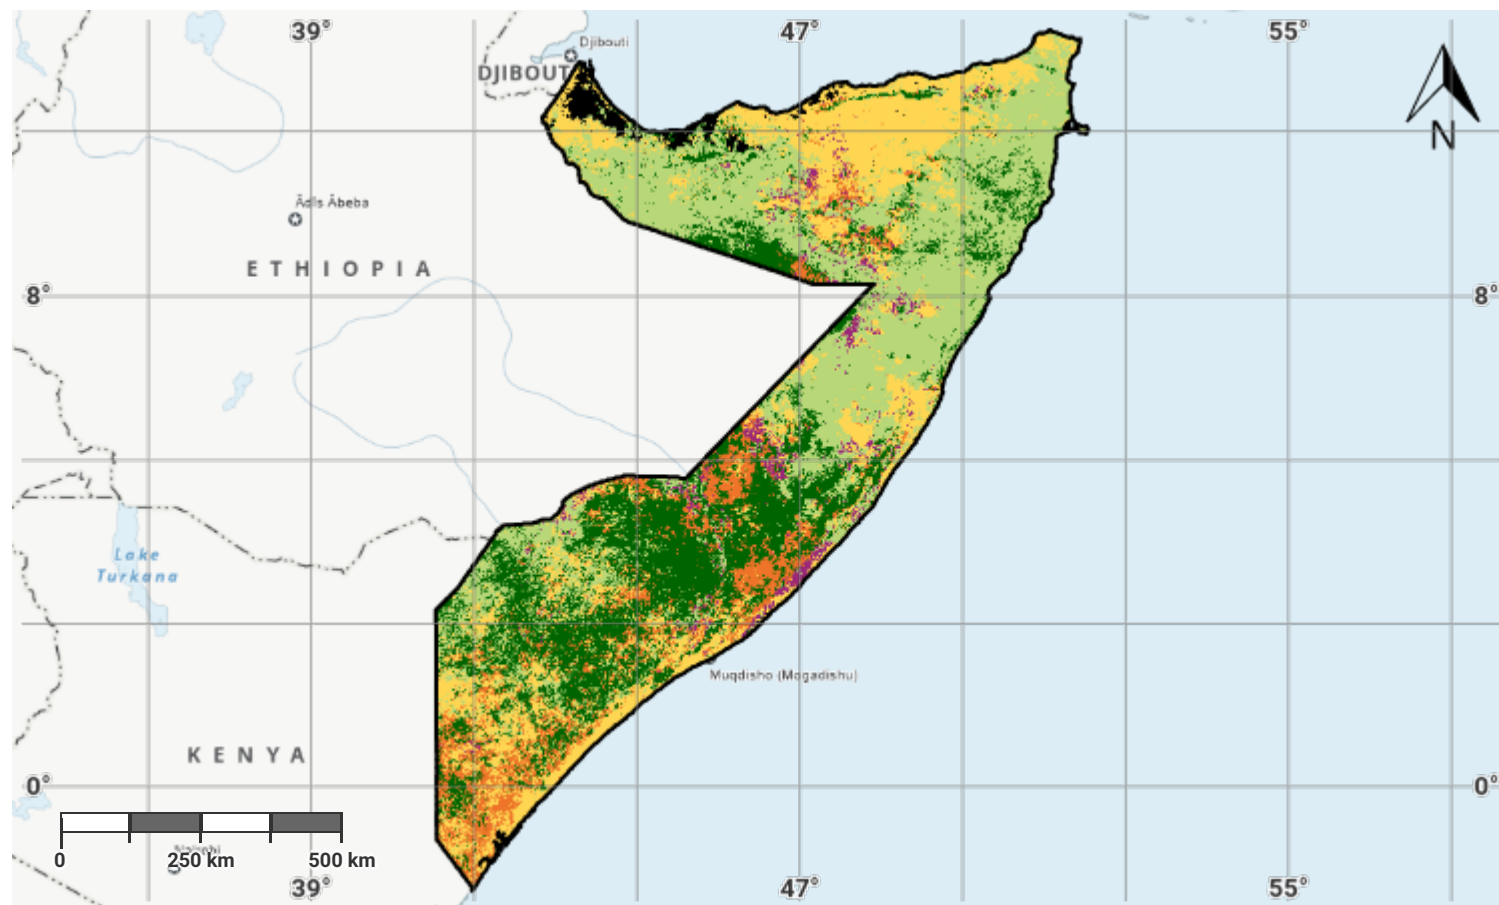 39° 47° 55°
Djibouti
DJIBOUT
N
Ādīs Ābeba
ETHIOPIA
8° 8°
Lake
Turkana
Muqdisho (Mogadishu)
KENYA
0° 0°
0 250 km 500 km
39° 47° 55°